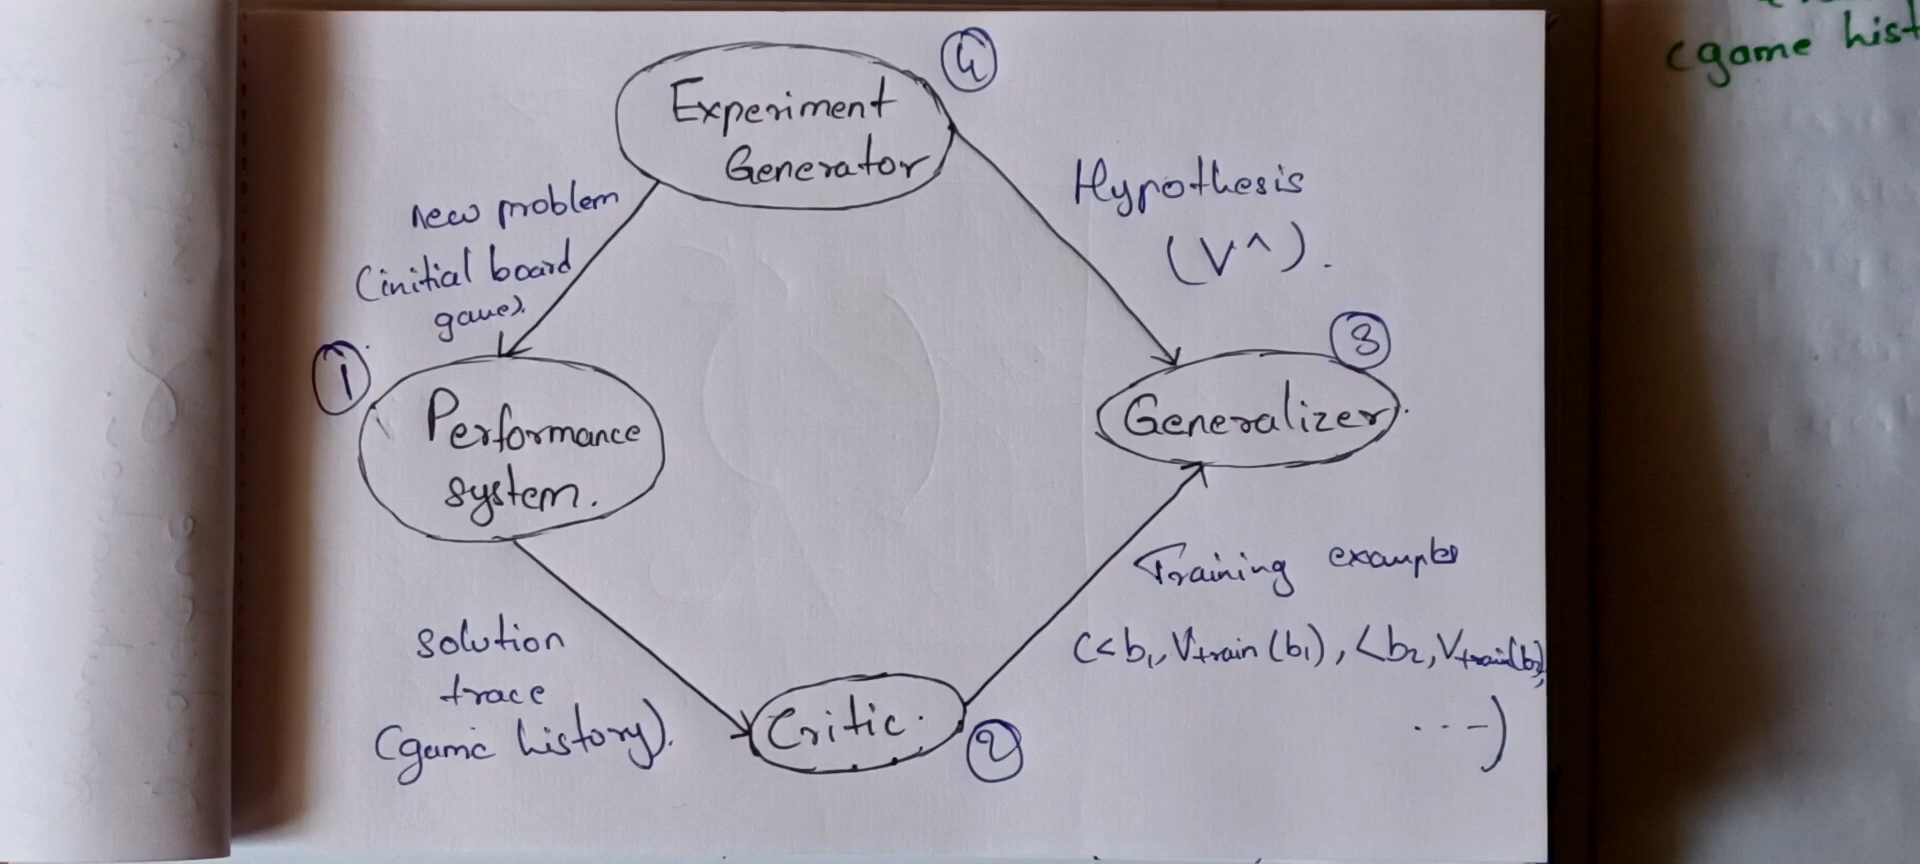 4
Experiment
Generator
new problem
(initial board
game).
Hypothesis
(V^).
1
Performance
system.
3
Generalizer.
solution
trace
(game history).
Critic.
2
Training examples
(<b1, Vtrain(b1), <b2, Vtrain(b2),
...)
(game hist